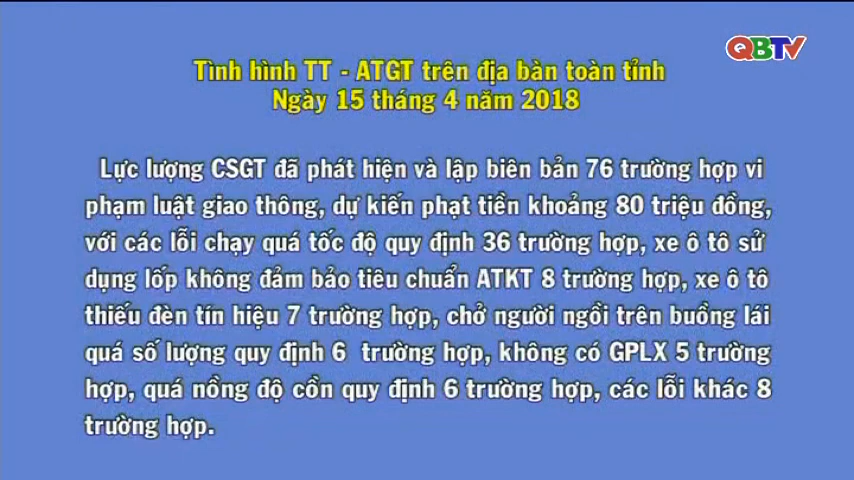 QBTV
Tình hình TT - ATGT trên địa bàn toàn tỉnh
Ngày 15 tháng 4 năm 2018
Lực lượng CSGT đã phát hiện và lập biên bản 76 trường hợp vi
phạm luật giao thông, dự kiến phạt tiền khoảng 80 triệu đồng,
với các lỗi chạy quá tốc độ quy định 36 trường hợp, xe ô tô sử
dụng lốp không đảm bảo tiêu chuẩn ATKT 8 trường hợp, xe ô tô
thiếu đèn tín hiệu 7 trường hợp, chở người ngồi trên buồng lái
quá số lượng quy định 6 trường hợp, không có GPLX 5 trường
hợp, quá nồng độ cồn quy định 6 trường hợp, các lỗi khác 8
trường hợp.